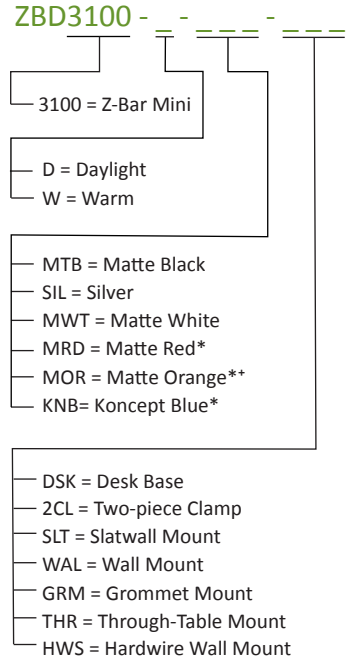 ZBD3100 - _ - _ _ _ - _ _ _
3100 = Z-Bar Mini
D = Daylight
W = Warm
MTB = Matte Black
SIL = Silver
MWT = Matte White
MRD = Matte Red*
MOR = Matte Orange*⁺
KNB= Koncept Blue*
DSK = Desk Base
2CL = Two-piece Clamp
SLT = Slatwall Mount
WAL = Wall Mount
GRM = Grommet Mount
THR = Through-Table Mount
HWS = Hardwire Wall Mount